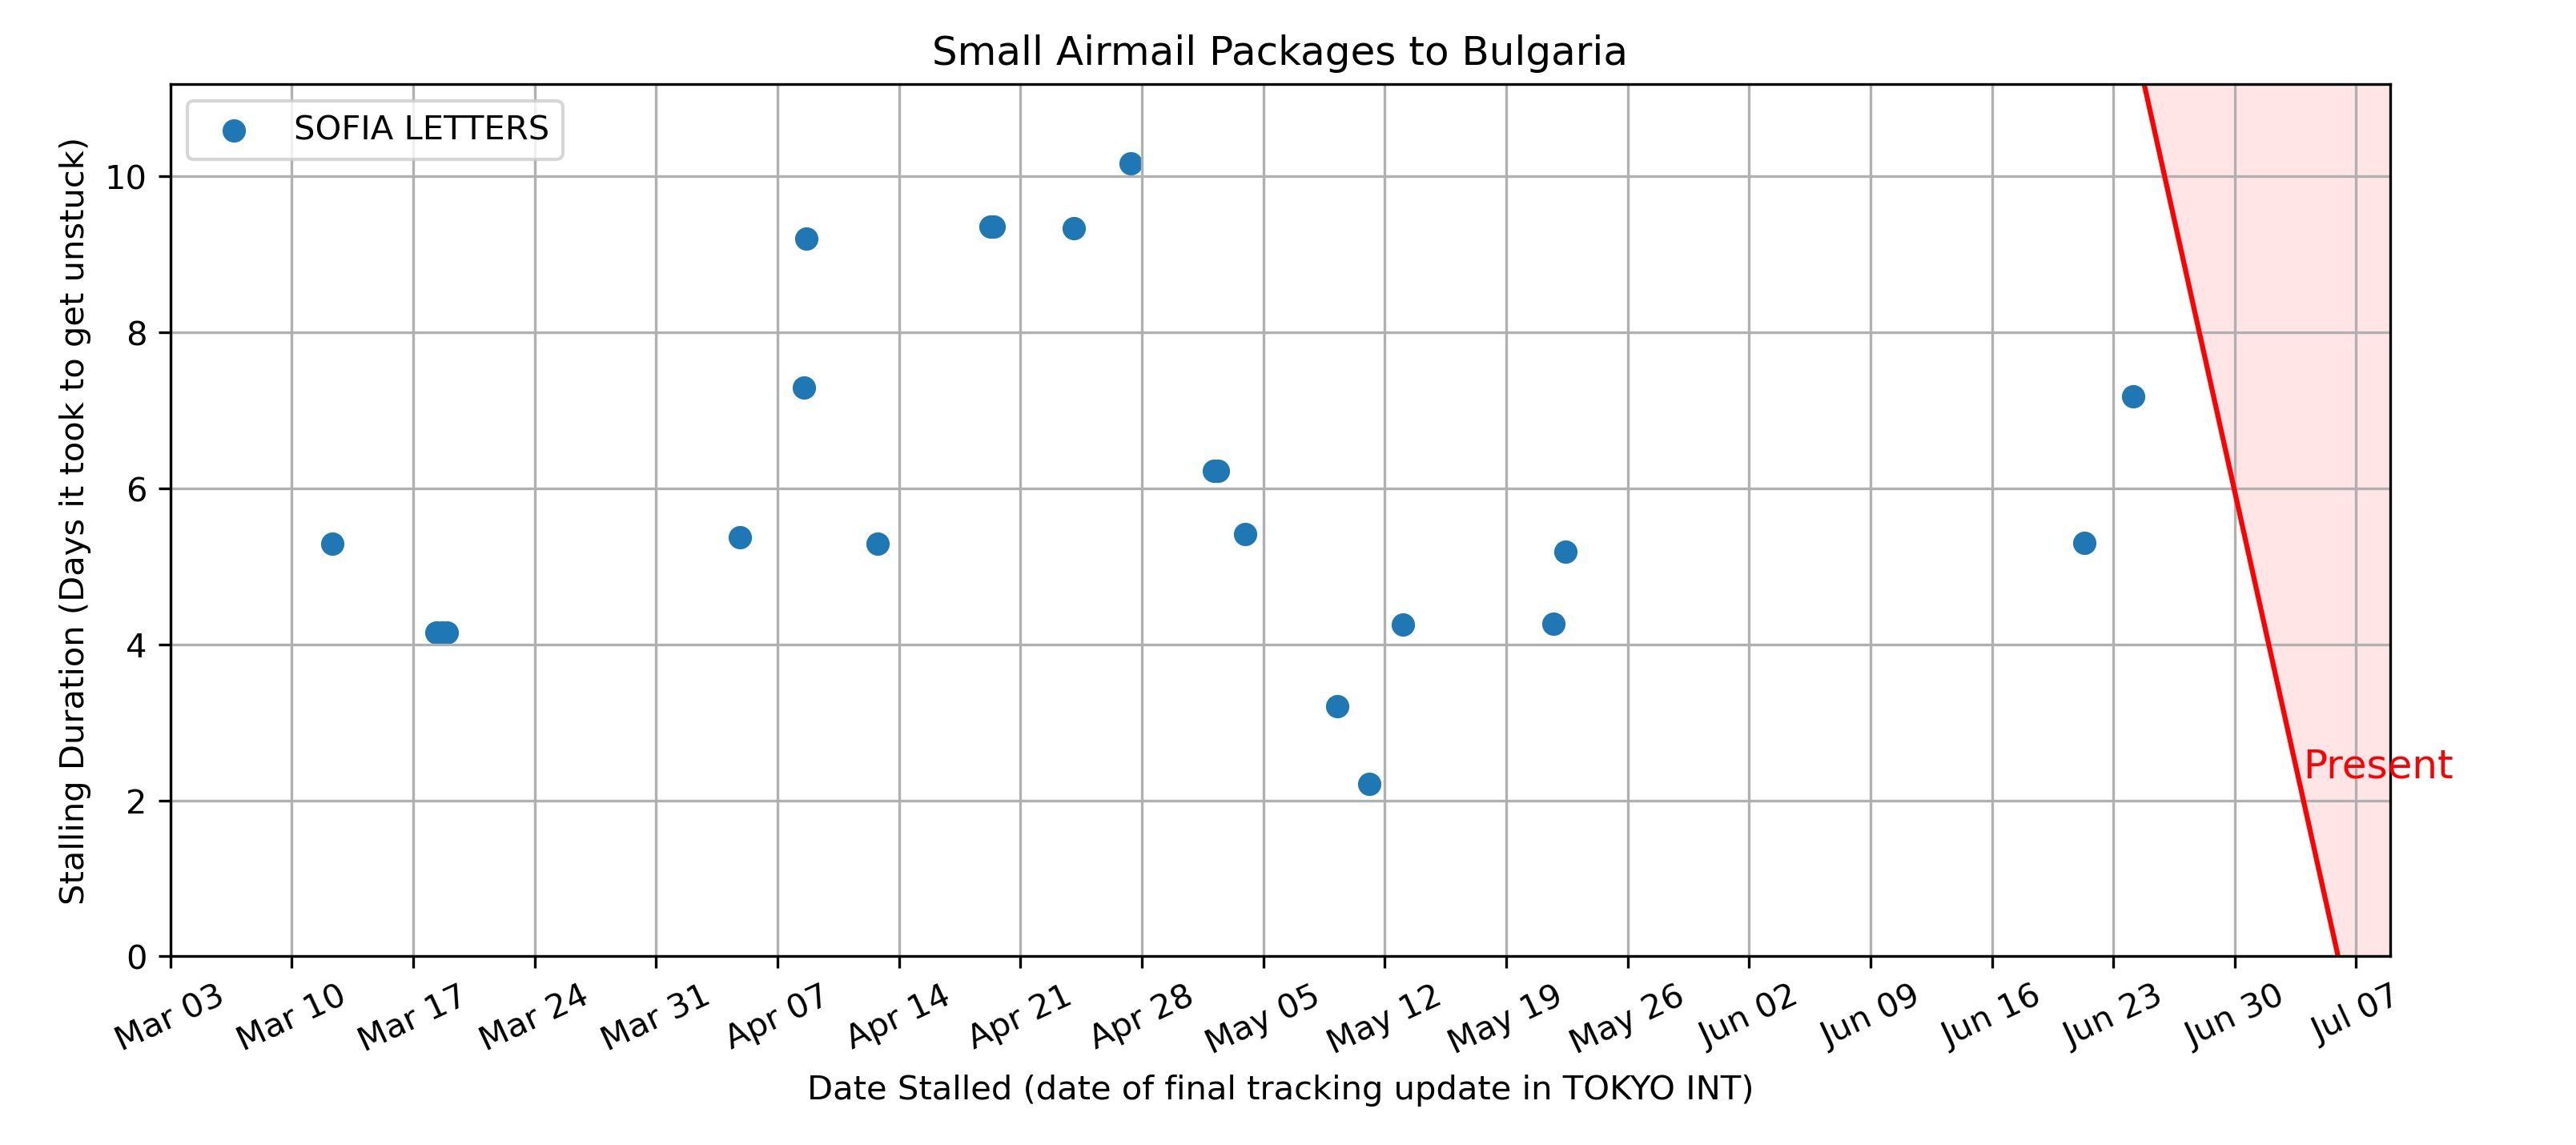 Small Airmail Packages to Bulgaria
SOFIA LETTERS
Stalling Duration (Days it took to get unstuck)
10
8
6
4
2
0
Present
Mar 03
Mar 10
Mar 17
Mar 24
Mar 31
Apr 07
Apr 14
Apr 21
Apr 28
May 05
May 12
May 19
May 26
Jun 02
Jun 09
Jun 16
Jun 23
Jun 30
Jul 07
Date Stalled (date of final tracking update in TOKYO INT)